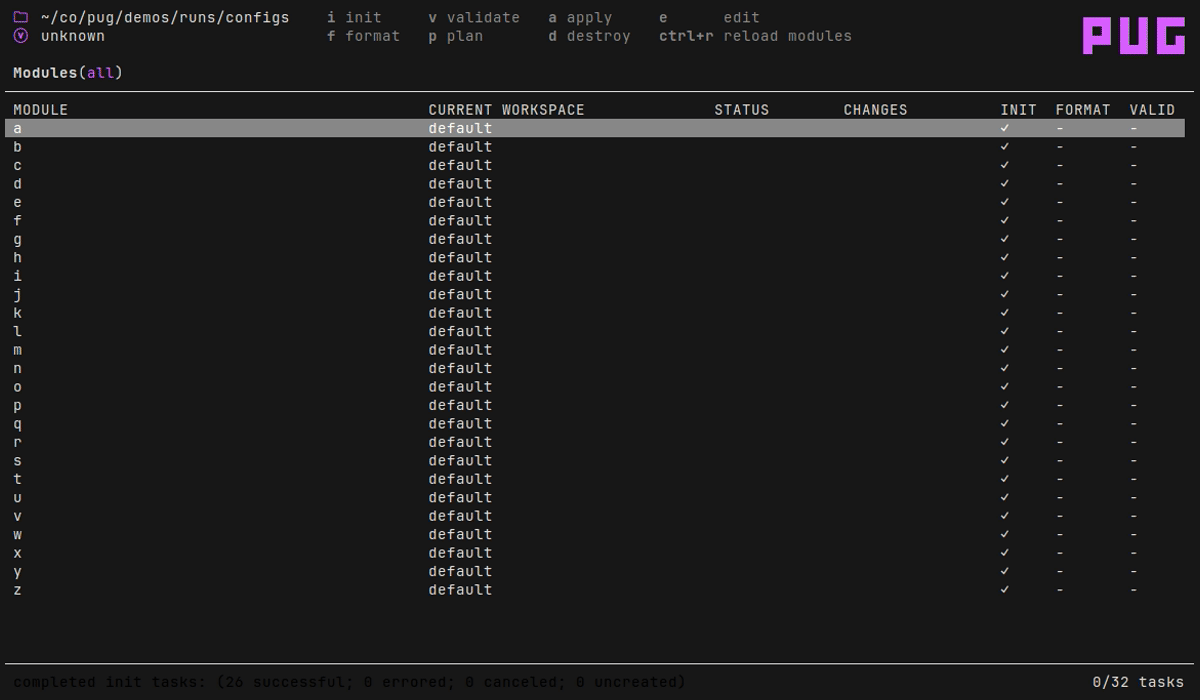 ~/co/pug/demos/runs/configs i init v validate a apply e edit PUG
unknown f format p plan d destroy ctrl+r reload modules
Modules(all)
MODULE CURRENT WORKSPACE STATUS CHANGES INIT FORMAT VALID
a default ✓ - -
b default ✓ - -
c default ✓ - -
d default ✓ - -
e default ✓ - -
f default ✓ - -
g default ✓ - -
h default ✓ - -
i default ✓ - -
j default ✓ - -
k default ✓ - -
l default ✓ - -
m default ✓ - -
n default ✓ - -
o default ✓ - -
p default ✓ - -
q default ✓ - -
r default ✓ - -
s default ✓ - -
t default ✓ - -
u default ✓ - -
v default ✓ - -
w default ✓ - -
x default ✓ - -
y default ✓ - -
z default ✓ - -
completed init tasks: (26 successful; 0 errored; 0 canceled; 0 uncreated) 0/32 tasks